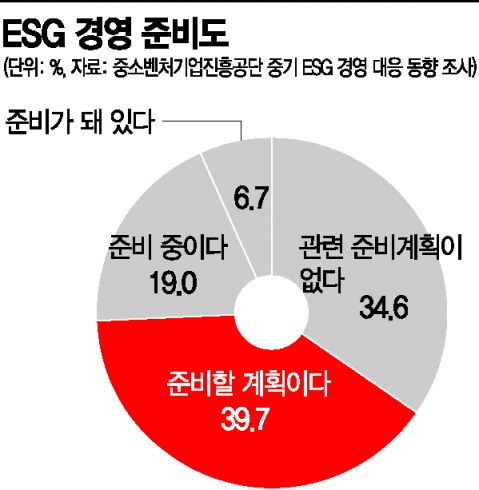 ESG 경영 준비도
(단위: %, 자료: 중소벤처기업진흥공단 중기 ESG 경영 대응 동향 조사)
준비가 돼 있다
6.7
준비 중이다
19.0
관련 준비계획이
없다
34.6
준비할 계획이다
39.7